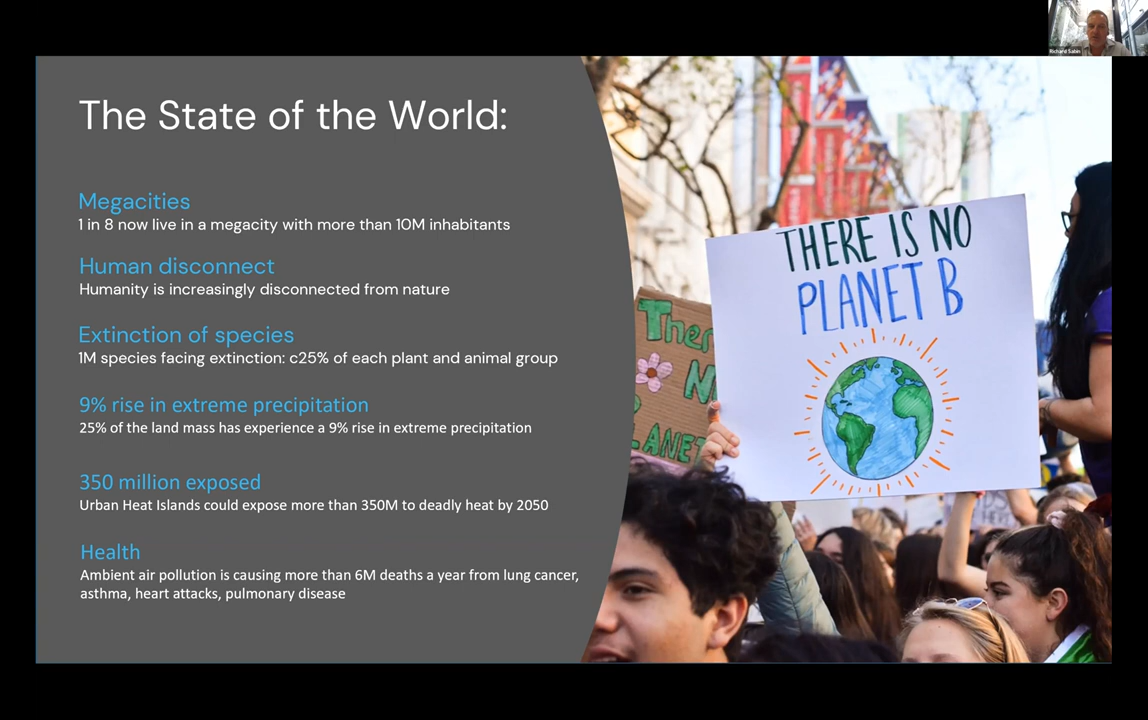 Richard Sabin
The State of the World:
Megacities
1 in 8 now live in a megacity with more than 10M inhabitants
Human disconnect
Humanity is increasingly disconnected from nature
Extinction of species
1M species facing extinction: c25% of each plant and animal group
9% rise in extreme precipitation
25% of the land mass has experience a 9% rise in extreme precipitation
350 million exposed
Urban Heat Islands could expose more than 350M to deadly heat by 2050
Health
Ambient air pollution is causing more than 6M deaths a year from lung cancer,
asthma, heart attacks, pulmonary disease
THERE IS NO
PLANET B
Ther
N
LANET